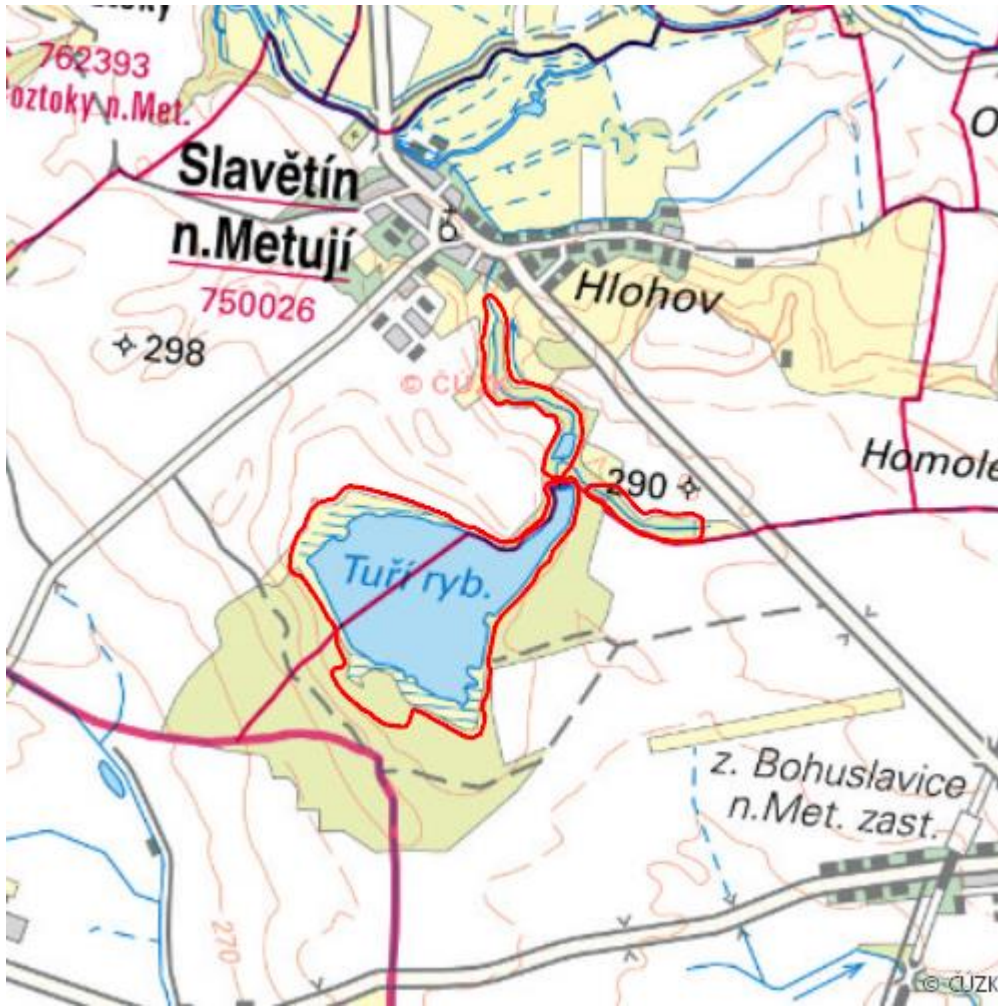 762393
oztoky n.Met.
Slavětín
n.Metují
750026
Hlohov
298
© ČÚZK
290
Homole
Tuří ryb.
z. Bohuslavice
n.Met. zast.
270
© ČÚZK